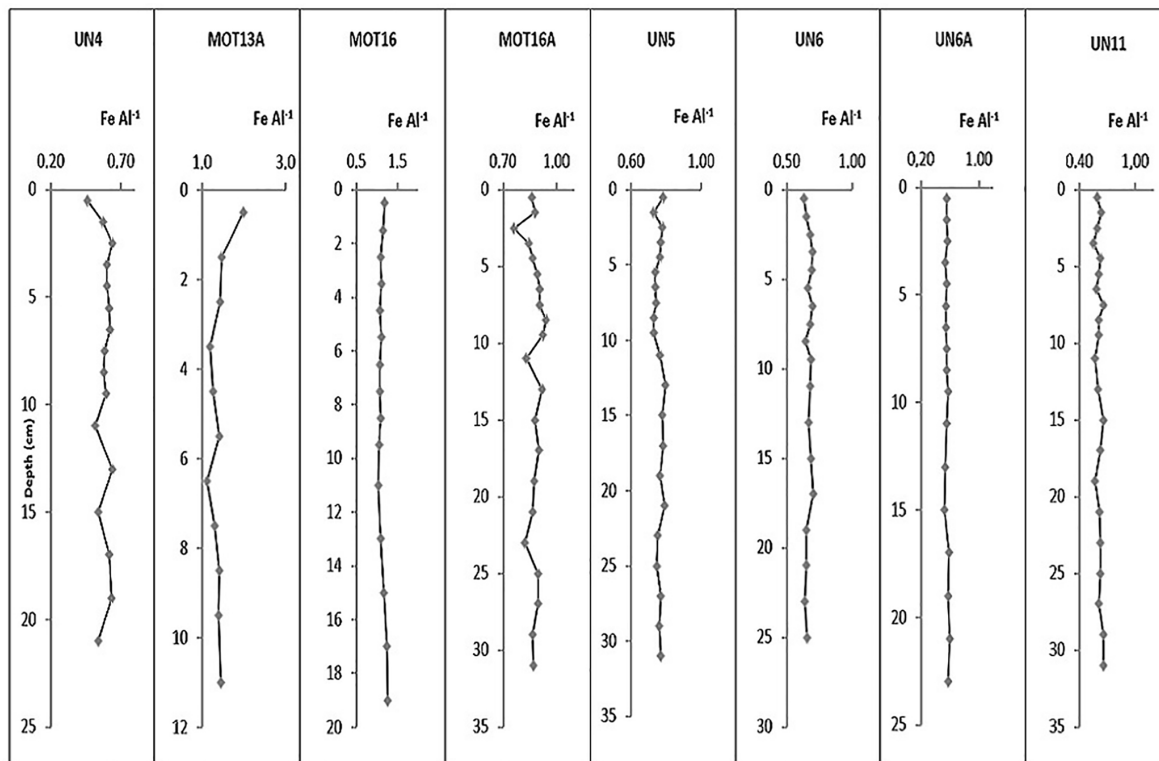 UN4 MOT13A MOT16 MOT16A UN5 UN6 UN6A UN11
Fe Al⁻¹ Fe Al⁻¹ Fe Al⁻¹ Fe Al⁻¹ Fe Al⁻¹ Fe Al⁻¹ Fe Al⁻¹ Fe Al⁻¹
0,20 0,70 1.0 3,0 0.5 1.5 0.70 1.00 0.60 1,00 0.50 1.00 0,20 1,00 0.40 1,00
Depth (cm)
0 5 10 15 20 25
0 2 4 6 8 10 12
0 2 4 6 8 10 12 14 16 18 20
0 5 10 15 20 25 30 35
0 5 10 15 20 25 30 35
0 5 10 15 20 25 30
0 5 10 15 20 25
0 5 10 15 20 25 30 35